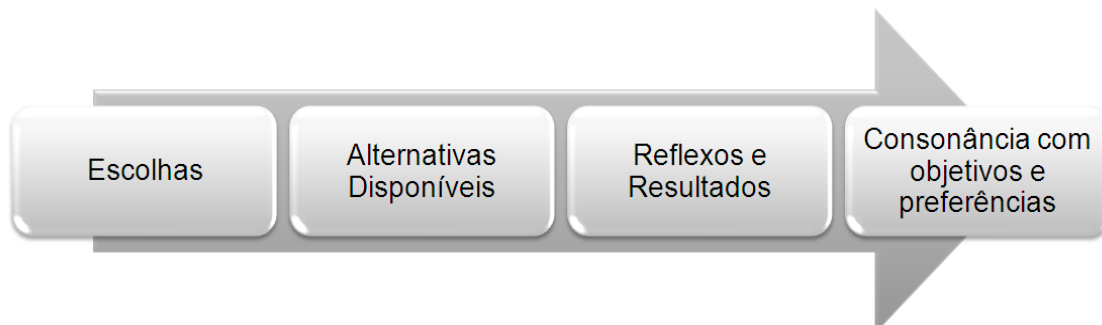 Escolhas
Alternativas
Disponíveis
Reflexos e
Resultados
Consonância com
objetivos e
preferências